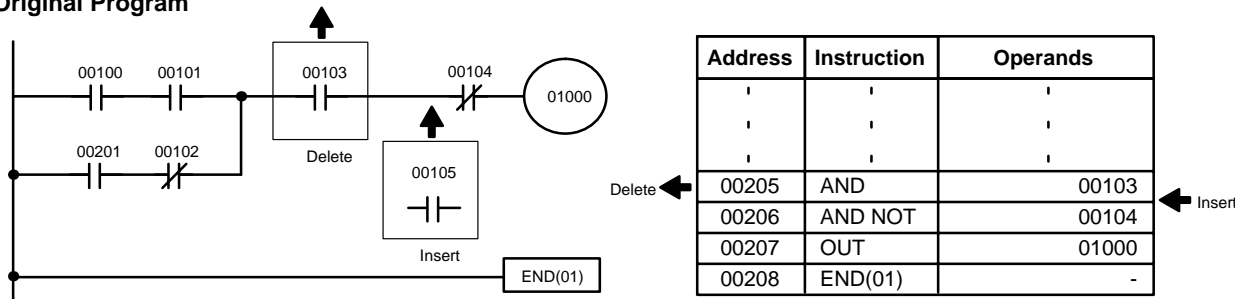 Original Program
00100 00101 00103 00104
01000
00201 00102
Delete
00105
Insert
END(01)
Address Instruction Operands
Delete 00205 AND 00103
Insert
00206 AND NOT 00104
00207 OUT 01000
00208 END(01) -